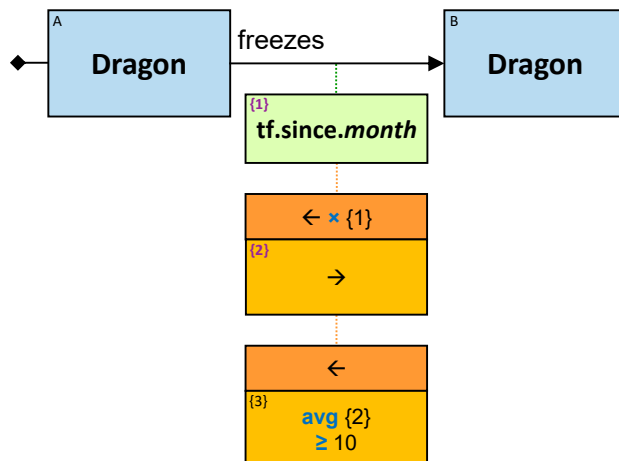 A
Dragon
freezes
B
Dragon
{1}
tf.since.month
← × {1}
{2}
→
←
{3}
avg {2}
≥ 10